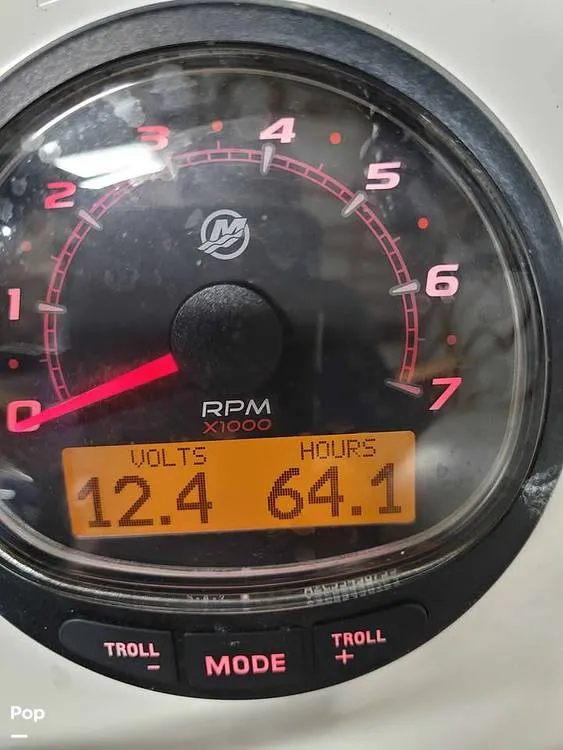 3
4
2
5
1
6
0
7
RPM
X1000
VOLTS HOURS
12.4 64.1
TROLL
-
MODE
TROLL
+
Pop